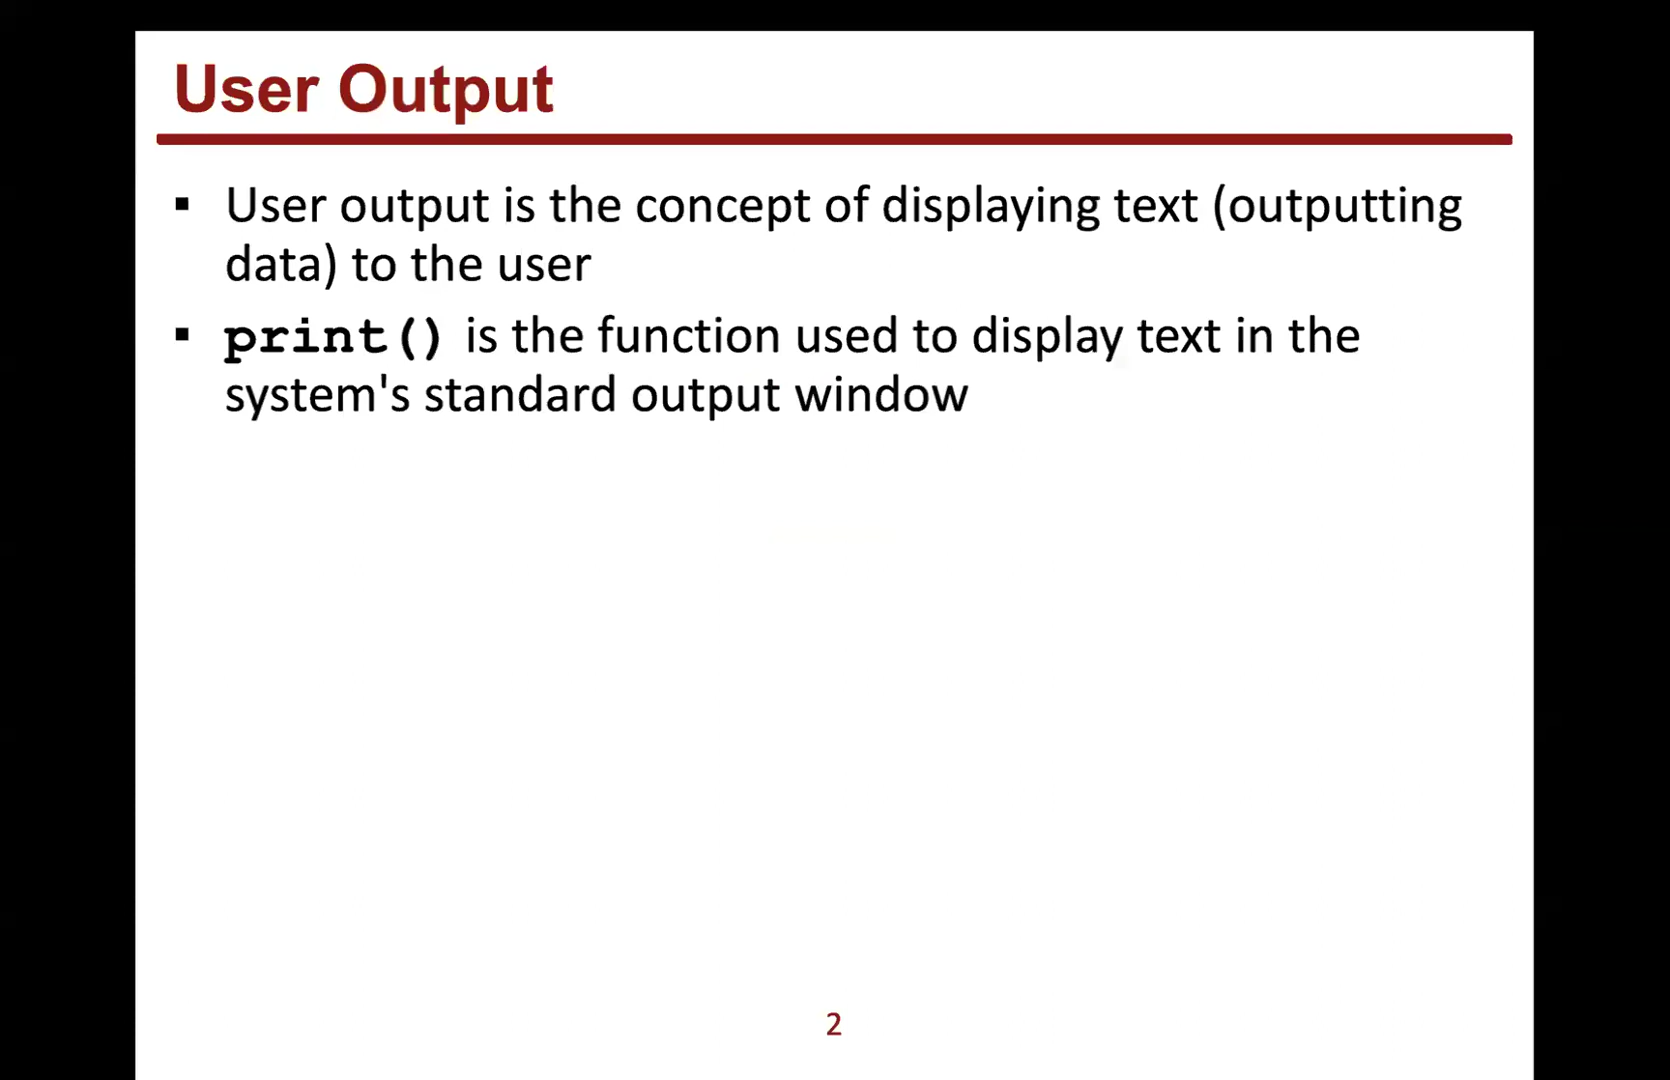 User Output
▪ User output is the concept of displaying text (outputting
data) to the user
▪ print() is the function used to display text in the
system's standard output window
2